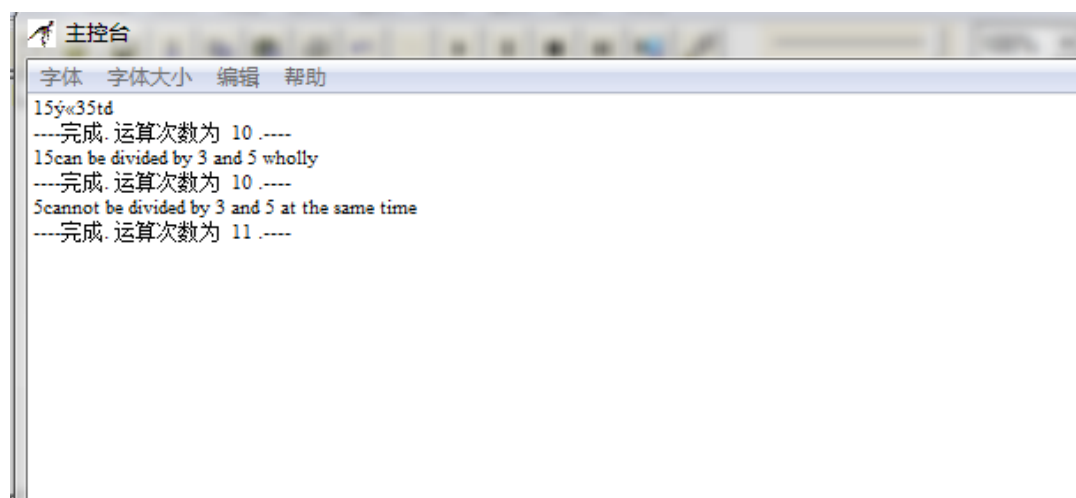 主控台
字体 字体大小 编辑 帮助
15ý«35td
----完成. 运算次数为 10 .----
15can be divided by 3 and 5 wholly
----完成. 运算次数为 10 .----
5cannot be divided by 3 and 5 at the same time
----完成. 运算次数为 11 .----